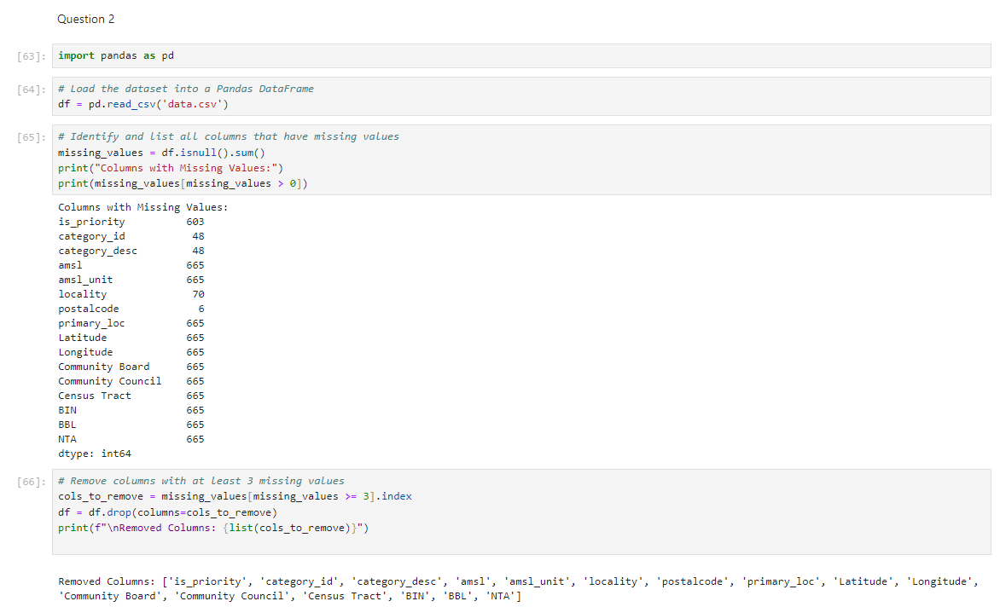 Question 2
[63]: import pandas as pd
[64]: # Load the dataset into a Pandas DataFrame
df = pd.read_csv('data.csv')
[65]: # Identify and list all columns that have missing values
missing_values = df.isnull().sum()
print("Columns with Missing Values:")
print(missing_values[missing_values > 0])
Columns with Missing Values:
is_priority 603
category_id 48
category_desc 48
amsl 665
amsl_unit 665
locality 70
postalcode 6
primary_loc 665
Latitude 665
Longitude 665
Community Board 665
Community Council 665
Census Tract 665
BIN 665
BBL 665
NTA 665
dtype: int64
[66]: # Remove columns with at least 3 missing values
cols_to_remove = missing_values[missing_values >= 3].index
df = df.drop(columns=cols_to_remove)
print(f"\nRemoved Columns: {list(cols_to_remove)}")
Removed Columns: ['is_priority', 'category_id', 'category_desc', 'amsl', 'amsl_unit', 'locality', 'postalcode', 'primary_loc', 'Latitude', 'Longitude',
'Community Board', 'Community Council', 'Census Tract', 'BIN', 'BBL', 'NTA']